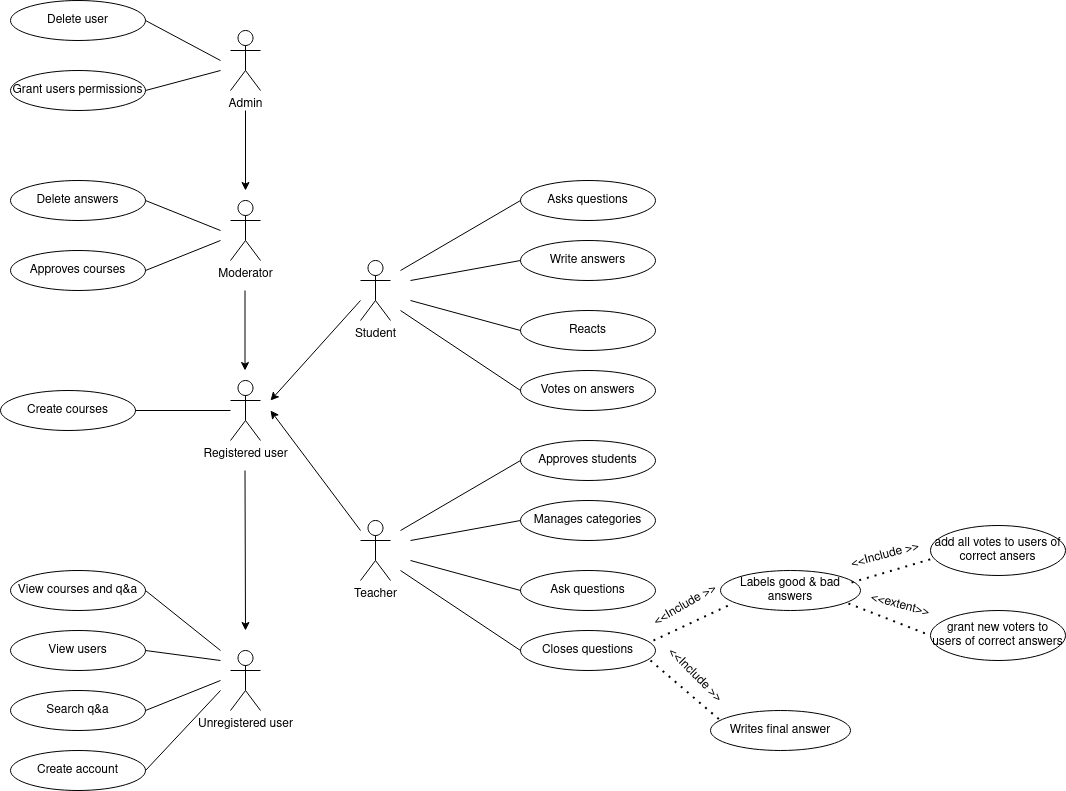 Delete user
Grant users permissions
Admin
Delete answers
Approves courses
Moderator
Create courses
Registered user
View courses and q&a
View users
Search q&a
Create account
Unregistered user
Student
Asks questions
Write answers
Reacts
Votes on answers
Teacher
Approves students
Manages categories
Ask questions
Closes questions
<<Include >>
Labels good & bad
answers
<<Include >>
Writes final answer
<<Include >>
add all votes to users of
correct ansers
<<extent>>
grant new voters to
users of correct answers